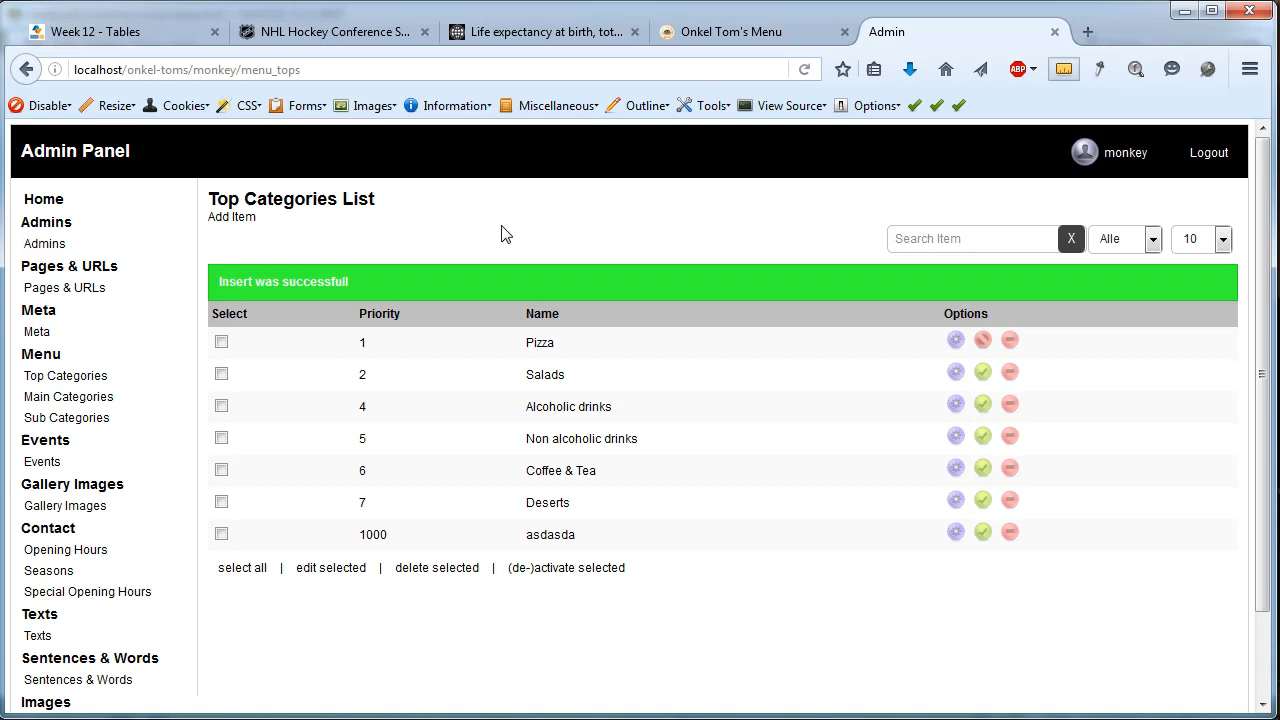 Week 12 - Tables
NHL Hockey Conference S...
Life expectancy at birth, tot...
Onkel Tom's Menu
Admin
localhost/onkel-toms/monkey/menu_tops
ABP
Disable
Resize
Cookies
CSS
Forms
Images
Information
Miscellaneous
Outline
Tools
View Source
Options
Admin Panel
monkey
Logout
Home
Admins
Admins
Pages & URLs
Pages & URLs
Meta
Meta
Menu
Top Categories
Main Categories
Sub Categories
Events
Events
Gallery Images
Gallery Images
Contact
Opening Hours
Seasons
Special Opening Hours
Texts
Texts
Sentences & Words
Sentences & Words
Images
Top Categories List
Add Item
Search Item
X
Alle
10
Insert was successfull
Select Priority Name Options
1 Pizza
2 Salads
4 Alcoholic drinks
5 Non alcoholic drinks
6 Coffee & Tea
7 Deserts
1000 asdasda
select all | edit selected | delete selected | (de-)activate selected